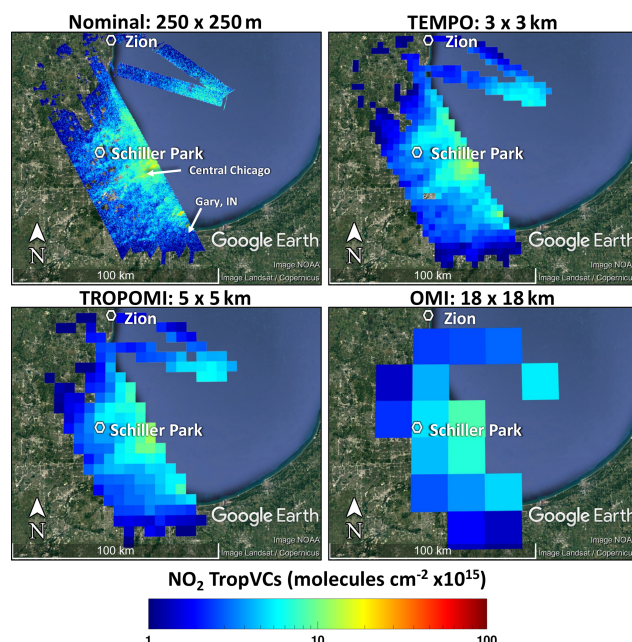 Nominal: 250 x 250 m
Zion
Schiller Park
Central Chicago
Gary, IN
N
Google Earth
Image NOAA
100 km
Image Landsat / Copernicus
TEMPO: 3 x 3 km
Zion
Schiller Park
N
Google Earth
Image NOAA
100 km
Image Landsat / Copernicus
TROPOMI: 5 x 5 km
Zion
Schiller Park
N
Google Earth
Image NOAA
100 km
Image Landsat / Copernicus
OMI: 18 x 18 km
Zion
Schiller Park
N
Google Earth
Image NOAA
100 km
Image Landsat / Copernicus
NO₂ TropVCs (molecules cm⁻² x10¹⁵)
1 10 100